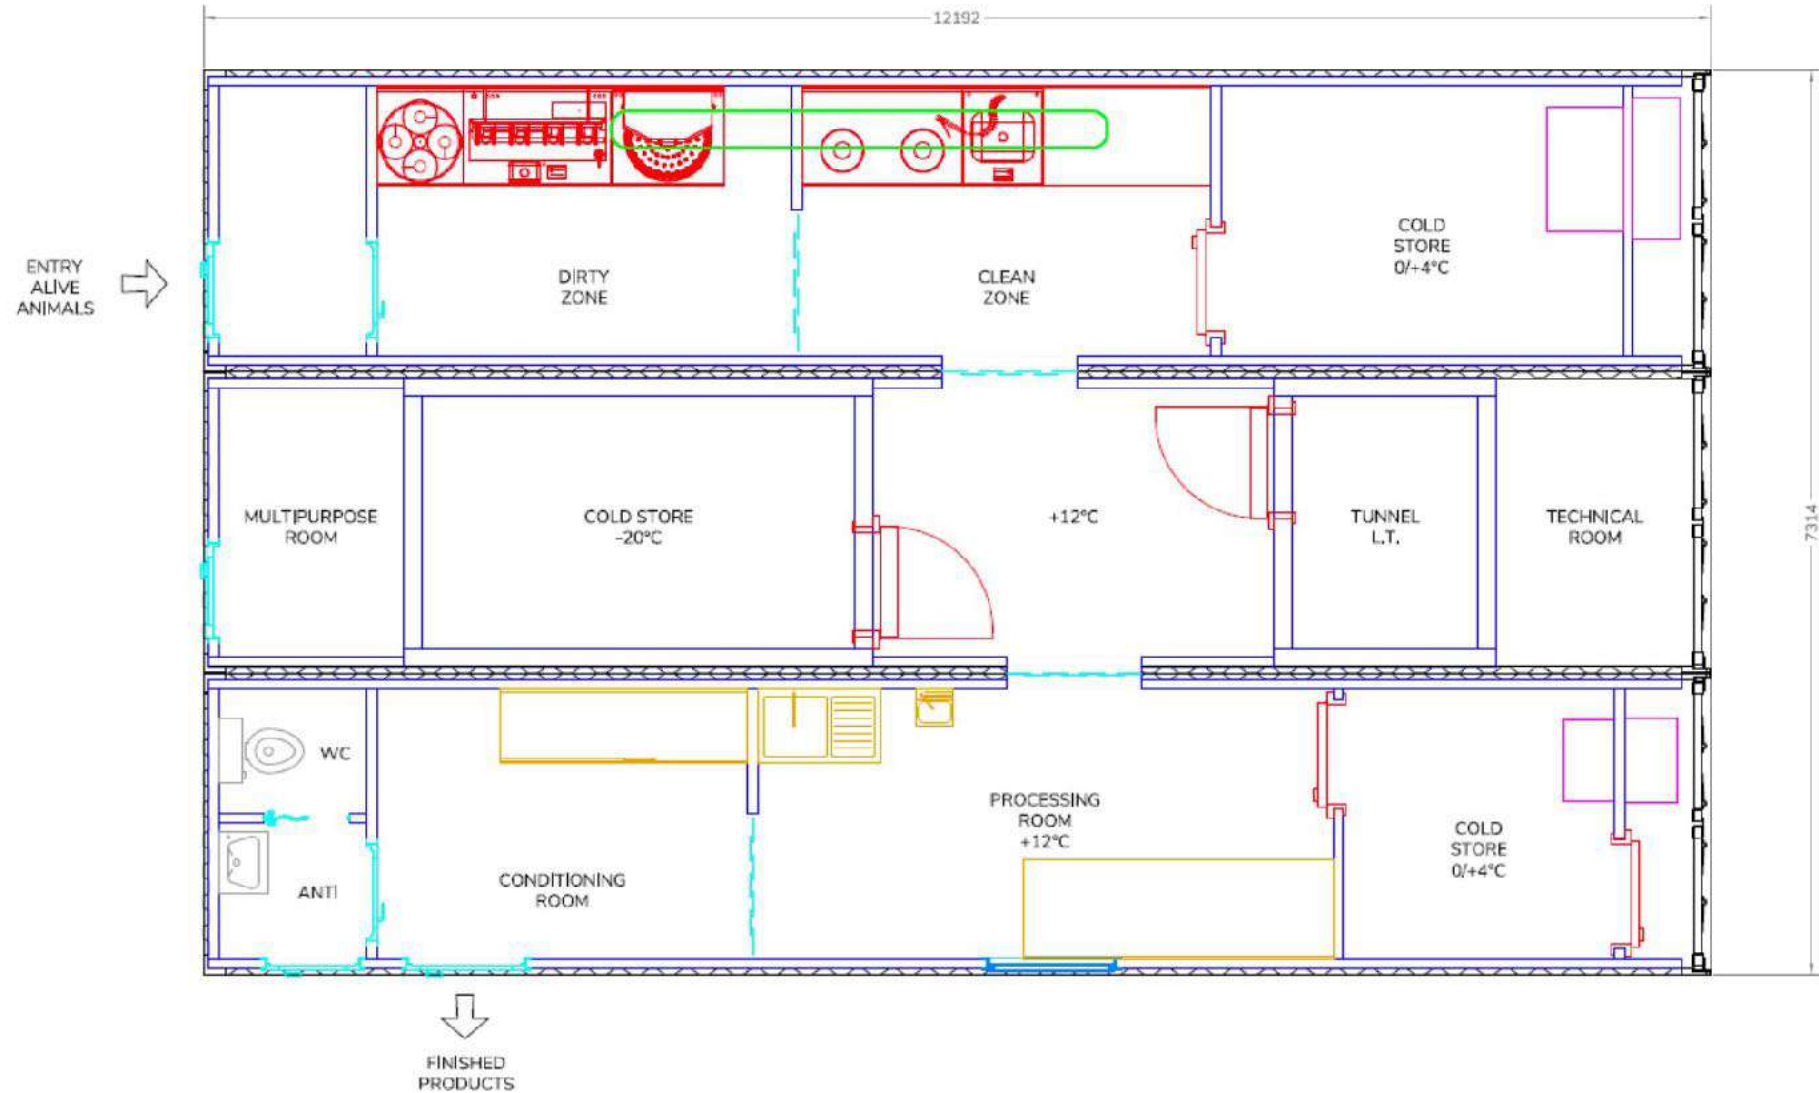 12192
ENTRY
ALIVE
ANIMALS
DIRTY
ZONE
CLEAN
ZONE
COLD
STORE
0/+4°C
7314
MULTIPURPOSE
ROOM
COLD STORE
-20°C
+12°C
TUNNEL
L.T.
TECHNICAL
ROOM
WC
ANTI
CONDITIONING
ROOM
PROCESSING
ROOM
+12°C
COLD
STORE
0/+4°C
FINISHED
PRODUCTS